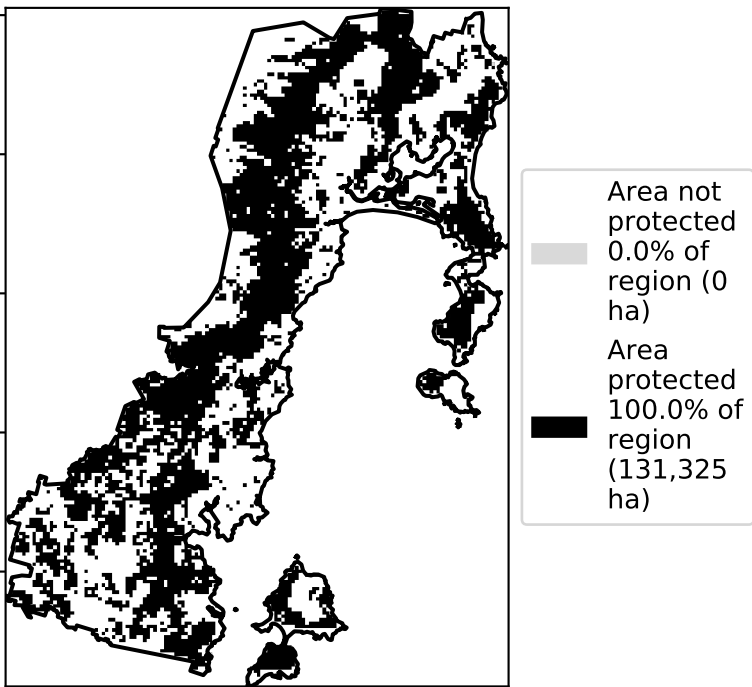 Area not
protected
0.0% of
region (0
ha)
Area
protected
100.0% of
region
(131,325
ha)